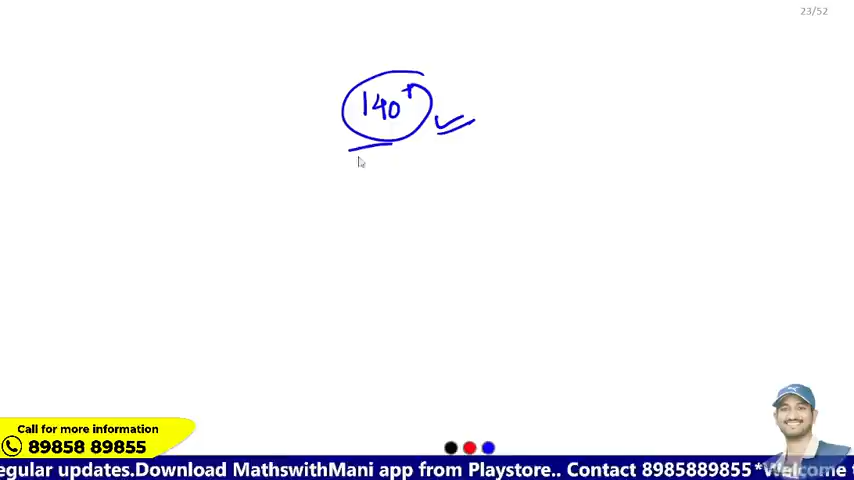 23/52
140+
Call for more information
89858 89855
egular updates.Download MathswithMani app from Playstore.. Contact 8985889855*Welcome